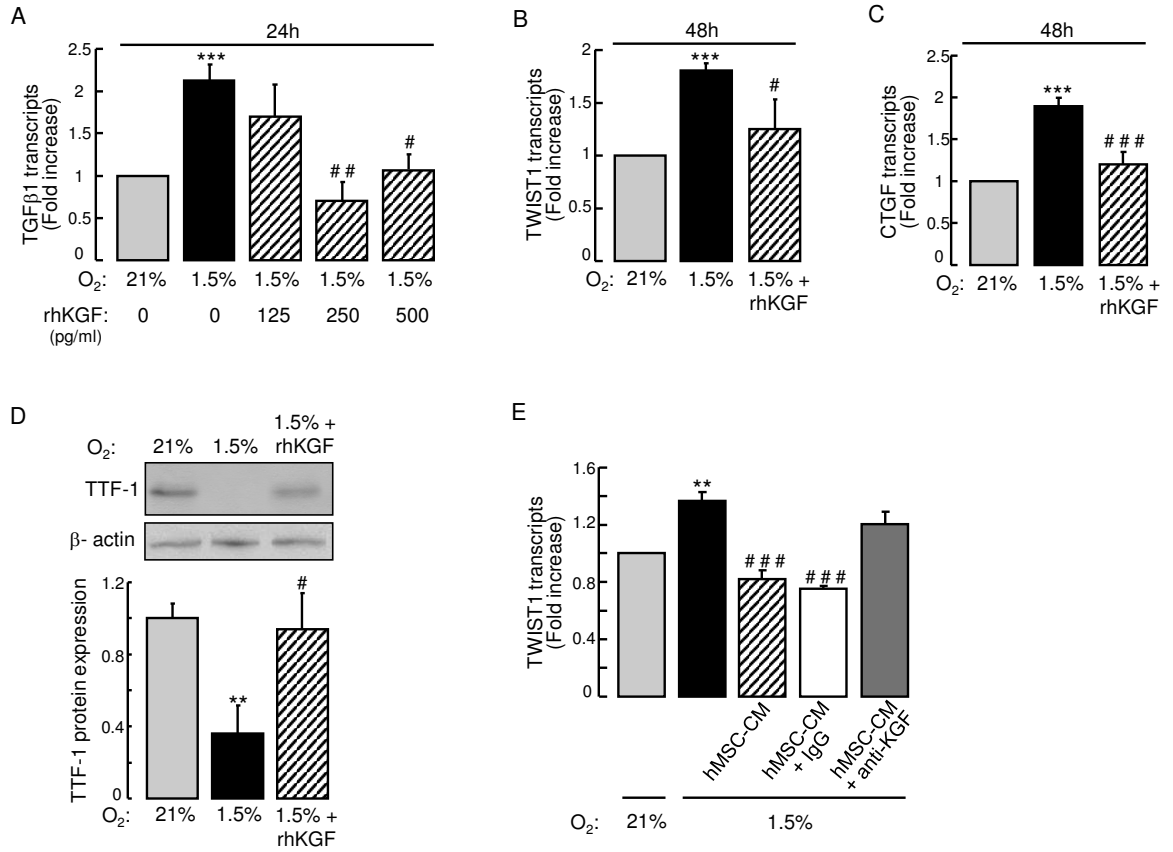 A
24h
TGFβ1 transcripts
(Fold increase)
2.5
2
1.5
1
0.5
0
***
# #
#
O2: 21% 1.5% 1.5% 1.5% 1.5%
rhKGF: 0 0 125 250 500
(pg/ml)
B
48h
TWIST1 transcripts
(Fold increase)
2
1.5
1
0.5
0
***
#
O2: 21% 1.5% 1.5% +
rhKGF
C
48h
CTGF transcripts
(Fold increase)
2.5
2
1.5
1
0.5
0
***
# # #
O2: 21% 1.5% 1.5% +
rhKGF
D
O2: 21% 1.5% 1.5% +
rhKGF
TTF-1
β- actin
TTF-1 protein expression
1.2
0.8
0.4
0
**
#
O2: 21% 1.5% 1.5% +
rhKGF
E
TWIST1 transcripts
(Fold increase)
1.6
1.2
0.8
0.4
0
**
# # #
# # #
hMSC-CM
hMSC-CM
+ IgG
hMSC-CM
+ anti-KGF
O2: 21% 1.5%